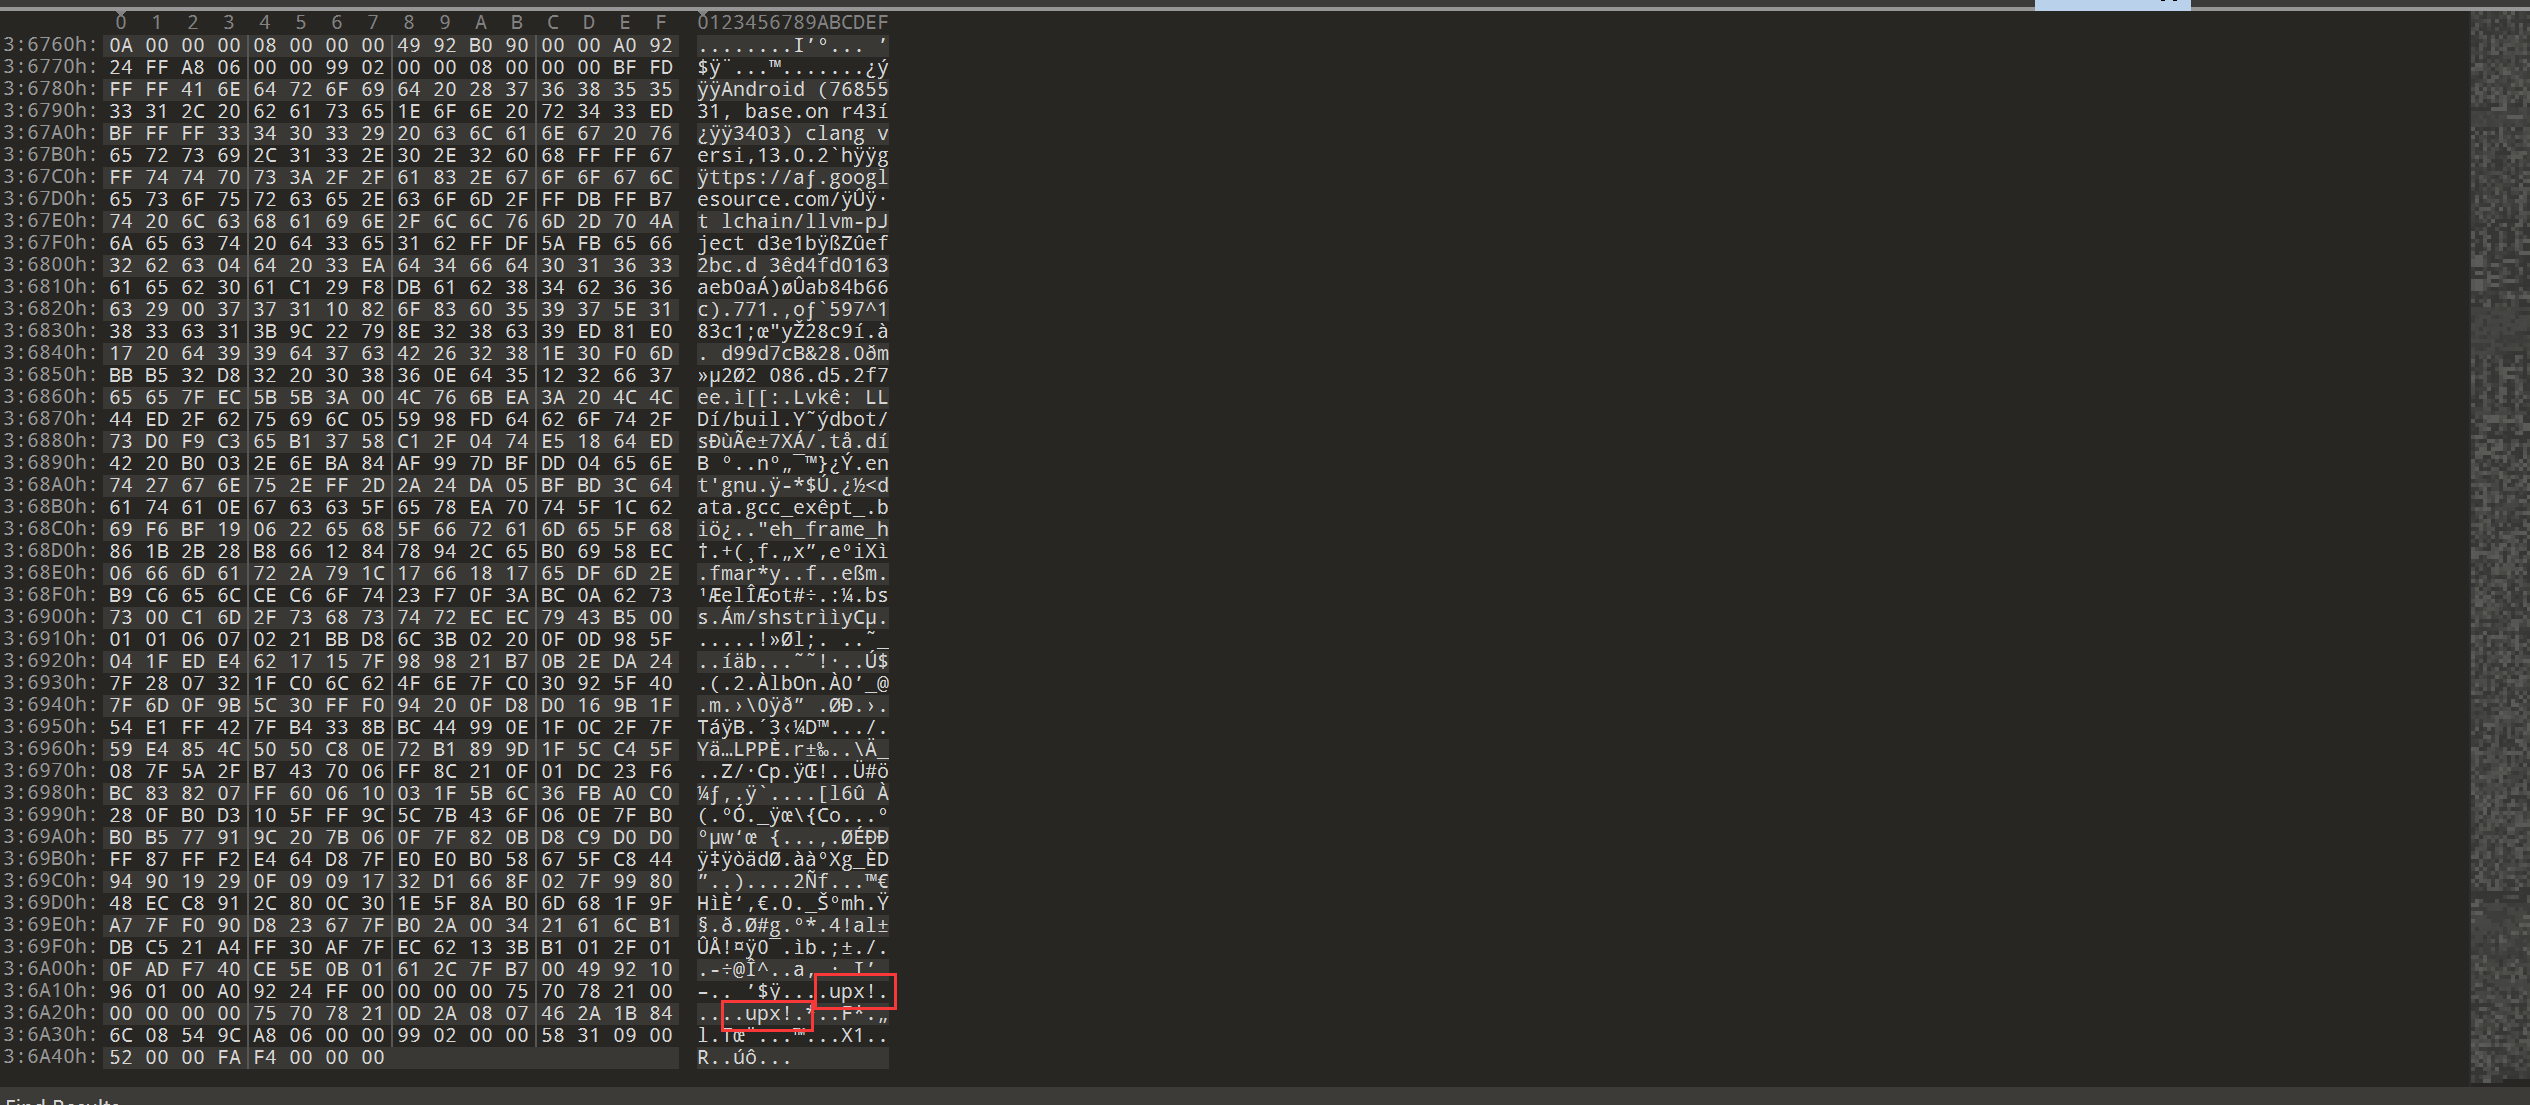 0 1 2 3 4 5 6 7 8 9 A B C D E F 0123456789ABCDEF
3:6760h: 0A 00 00 00 08 00 00 00 49 92 B0 90 00 00 A0 92 ........I’°... ’
3:6770h: 24 FF A8 06 00 00 99 02 00 00 08 00 00 00 BF FD $ÿ¨...™.......¿ý
3:6780h: FF FF 41 6E 64 72 6F 69 64 20 28 37 36 38 35 35 ÿÿAndroid (76855
3:6790h: 33 31 2C 20 62 61 73 65 1E 6F 6E 20 72 34 33 ED 31, base.on r43í
3:67A0h: BF FF FF 33 34 30 33 29 20 63 6C 61 6E 67 20 76 ¿ÿÿ3403) clang v
3:67B0h: 65 72 73 69 2C 31 33 2E 30 2E 32 60 68 FF FF 67 ersi,13.0.2`hÿÿg
3:67C0h: FF 74 74 70 73 3A 2F 2F 61 83 2E 67 6F 6F 67 6C ÿttps://aƒ.googl
3:67D0h: 65 73 6F 75 72 63 65 2E 63 6F 6D 2F FF DB FF B7 esource.com/ÿÛÿ·
3:67E0h: 74 20 6C 63 68 61 69 6E 2F 6C 6C 76 6D 2D 70 4A t lchain/llvm-pJ
3:67F0h: 6A 65 63 74 20 64 33 65 31 62 FF DF 5A FB 65 66 ject d3e1bÿßZûef
3:6800h: 32 62 63 04 64 20 33 EA 64 34 66 64 30 31 36 33 2bc.d 3êd4fd0163
3:6810h: 61 65 62 30 61 C1 29 F8 DB 61 62 38 34 62 36 36 aeb0aÁ)øÛab84b66
3:6820h: 63 29 00 37 37 31 10 82 6F 83 60 35 39 37 5E 31 c).771.‚oƒ`597^1
3:6830h: 38 33 63 31 3B 9C 22 79 8E 32 38 63 39 ED 81 E0 83c1;œ"yŽ28c9í.à
3:6840h: 17 20 64 39 39 64 37 63 42 26 32 38 1E 30 F0 6D . d99d7cB&28.0ðm
3:6850h: BB B5 32 D8 32 20 30 38 36 0E 64 35 12 32 66 37 »µ2Ø2 086.d5.2f7
3:6860h: 65 65 7F EC 5B 5B 3A 00 4C 76 6B EA 3A 20 4C 4C ee.ì[[:.Lvkê: LL
3:6870h: 44 ED 2F 62 75 69 6C 05 59 98 FD 64 62 6F 74 2F Dí/buil.Y˜ýdbot/
3:6880h: 73 D0 F9 C3 65 B1 37 58 C1 2F 04 74 E5 18 64 ED sÐùÃe±7XÁ/.tå.dí
3:6890h: 42 20 B0 03 2E 6E BA 84 AF 99 7D BF DD 04 65 6E B °..nº„¯™}¿Ý.en
3:68A0h: 74 27 67 6E 75 2E FF 2D 2A 24 DA 05 BF BD 3C 64 t'gnu.ÿ-*$Ú.¿½<d
3:68B0h: 61 74 61 0E 67 63 63 5F 65 78 EA 70 74 5F 1C 62 ata.gcc_exêpt_.b
3:68C0h: 69 F6 BF 19 06 22 65 68 5F 66 72 61 6D 65 5F 68 iö¿.."eh_frame_h
3:68D0h: 86 1B 2B 28 B8 66 12 84 78 94 2C 65 B0 69 58 EC †.+(¸f.„x”,e°iXì
3:68E0h: 06 66 6D 61 72 2A 79 1C 17 66 18 17 65 DF 6D 2E .fmar*y..f..eßm.
3:68F0h: B9 C6 65 6C CE C6 6F 74 23 F7 0F 3A BC 0A 62 73 ¹ÆelÎÆot#÷.:¼.bs
3:6900h: 73 00 C1 6D 2F 73 68 73 74 72 EC EC 79 43 B5 00 s.Ám/shstrììyCµ.
3:6910h: 01 01 06 07 02 21 BB D8 6C 3B 02 20 0F 0D 98 5F .....!»Øl;. ..˜_
3:6920h: 04 1F ED E4 62 17 15 7F 98 98 21 B7 0B 2E DA 24 ..íäb...˜˜!·..Ú$
3:6930h: 7F 28 07 32 1F C0 6C 62 4F 6E 7F C0 30 92 5F 40 .(.2.ÀlbOn.À0’_@
3:6940h: 7F 6D 0F 9B 5C 30 FF F0 94 20 0F D8 D0 16 9B 1F .m.›\0ÿð” .ØÐ.›.
3:6950h: 54 E1 FF 42 7F B4 33 8B BC 44 99 0E 1F 0C 2F 7F TáÿB.´3‹¼D™.../.
3:6960h: 59 E4 85 4C 50 50 C8 0E 72 B1 89 9D 1F 5C C4 5F Yä…LPPÈ.r±‰..\Ä_
3:6970h: 08 7F 5A 2F B7 43 70 06 FF 8C 21 0F 01 DC 23 F6 ..Z/·Cp.ÿŒ!..Ü#ö
3:6980h: BC 83 82 07 FF 60 06 10 03 1F 5B 6C 36 FB A0 C0 ¼ƒ‚.ÿ`....[l6û À
3:6990h: 28 0F B0 D3 10 5F FF 9C 5C 7B 43 6F 06 0E 7F B0 (.°Ó._ÿœ\{Co...°
3:69A0h: B0 B5 77 91 9C 20 7B 06 0F 7F 82 0B D8 C9 D0 D0 °µw‘œ {...‚.ØÉÐÐ
3:69B0h: FF 87 FF F2 E4 64 D8 7F E0 E0 B0 58 67 5F C8 44 ÿ‡ÿòädØ.àà°Xg_ÈD
3:69C0h: 94 90 19 29 0F 09 09 17 32 D1 66 8F 02 7F 99 80 ”..)....2Ñf...™€
3:69D0h: 48 EC C8 91 2C 80 0C 30 1E 5F 8A B0 6D 68 1F 9F HìÈ‘,€.0._Š°mh.Ÿ
3:69E0h: A7 7F F0 90 D8 23 67 7F B0 2A 00 34 21 61 6C B1 §.ð.Ø#g.°*.4!al±
3:69F0h: DB C5 21 A4 FF 30 AF 7F EC 62 13 3B B1 01 2F 01 ÛÅ!¤ÿ0¯.ìb.;±./.
3:6A00h: 0F AD F7 40 CE 5E 0B 01 61 2C 7F B7 00 49 92 10 .-÷@Î^..a,.·.I’.
3:6A10h: 96 01 00 A0 92 24 FF 00 00 00 00 75 70 78 21 00 –.. ’$ÿ....upx!.
3:6A20h: 00 00 00 00 75 70 78 21 0D 2A 08 07 46 2A 1B 84 ....upx!.*..F*.„
3:6A30h: 6C 08 54 9C A8 06 00 00 99 02 00 00 58 31 09 00 l.Tœ¨...™...X1..
3:6A40h: 52 00 00 FA F4 00 00 00 R..úô...
Find Results